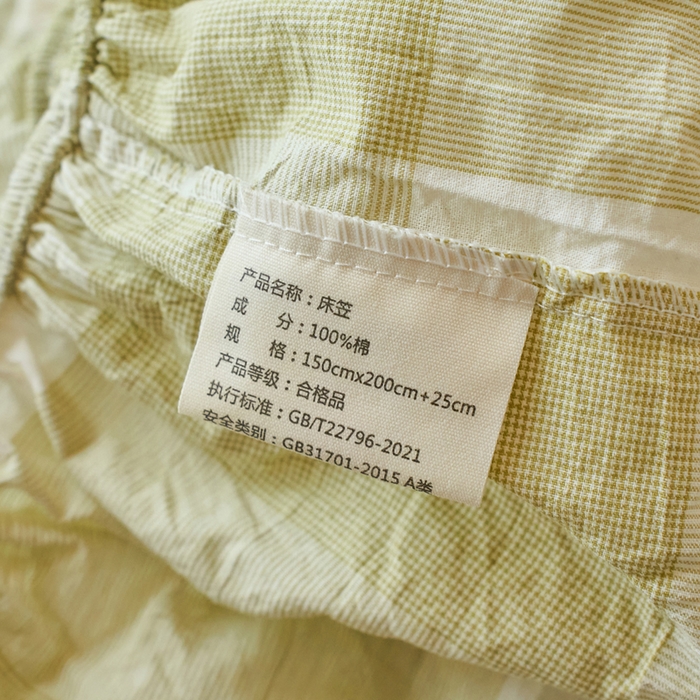 产品名称：床笠
成 分：100%棉
规 格：150cmx200cm+25cm
产品等级：合格品
执行标准：GB/T22796-2021
安全类别：GB31701-2015 A类